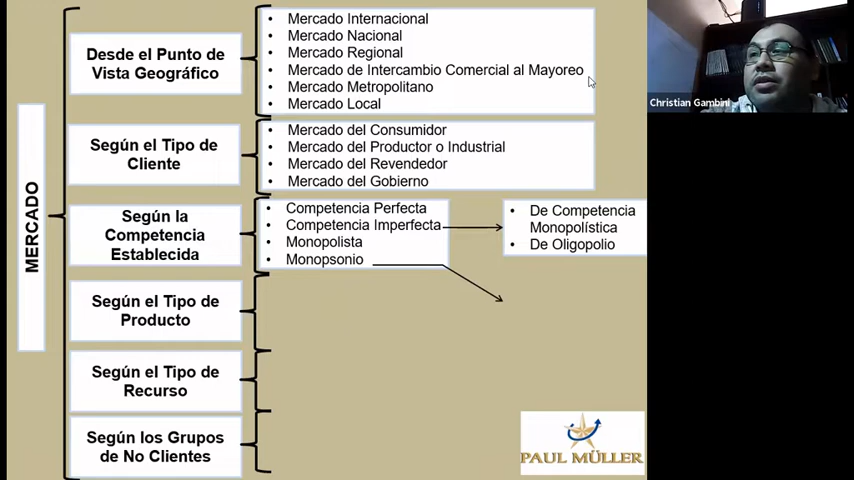 MERCADO
Desde el Punto de
Vista Geográfico
• Mercado Internacional
• Mercado Nacional
• Mercado Regional
• Mercado de Intercambio Comercial al Mayoreo
• Mercado Metropolitano
• Mercado Local
Según el Tipo de
Cliente
• Mercado del Consumidor
• Mercado del Productor o Industrial
• Mercado del Revendedor
• Mercado del Gobierno
Según la
Competencia
Establecida
• Competencia Perfecta
• Competencia Imperfecta
• Monopolista
• Monopsonio
• De Competencia
Monopolística
• De Oligopolio
Según el Tipo de
Producto
Según el Tipo de
Recurso
Según los Grupos
de No Clientes
PAUL MÜLLER
Christian Gambini